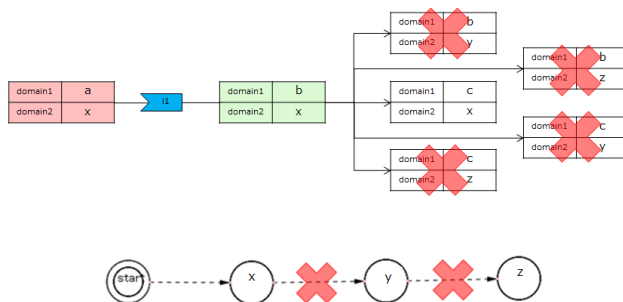 domain1 b
domain2 y
domain1 b
domain2 z
domain1 a
domain2 x
i1
domain1 b
domain2 x
domain1 c
domain2 x
domain1 c
domain2 y
domain1 c
domain2 z
start
x
y
z